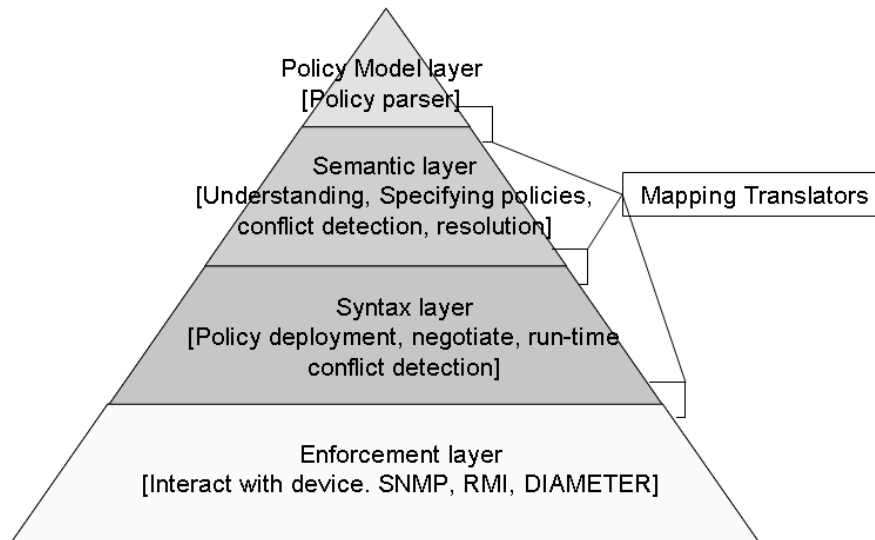 Policy Model layer
[Policy parser]
Semantic layer
[Understanding, Specifying policies,
conflict detection, resolution]
Mapping Translators
Syntax layer
[Policy deployment, negotiate, run-time
conflict detection]
Enforcement layer
[Interact with device. SNMP, RMI, DIAMETER]